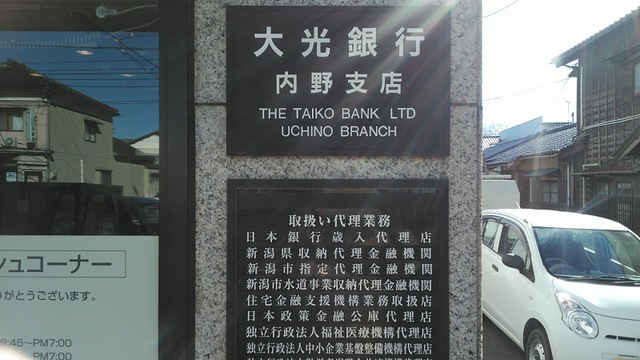 大光銀行
内野支店
THE TAIKO BANK LTD
UCHINO BRANCH
取扱い代理業務
日本銀行歳入代理店
新潟県収納代理金融機関
新潟市指定代理金融機関
新潟市水道事業収納代理金融機関
住宅金融支援機構業務取扱店
日本政策金融公庫代理店
独立行政法人福祉医療機構代理店
独立行政法人中小企業基盤整備機構代理店
シュコーナー
りがとうございます。
8:45～PM7:00
PM7:00